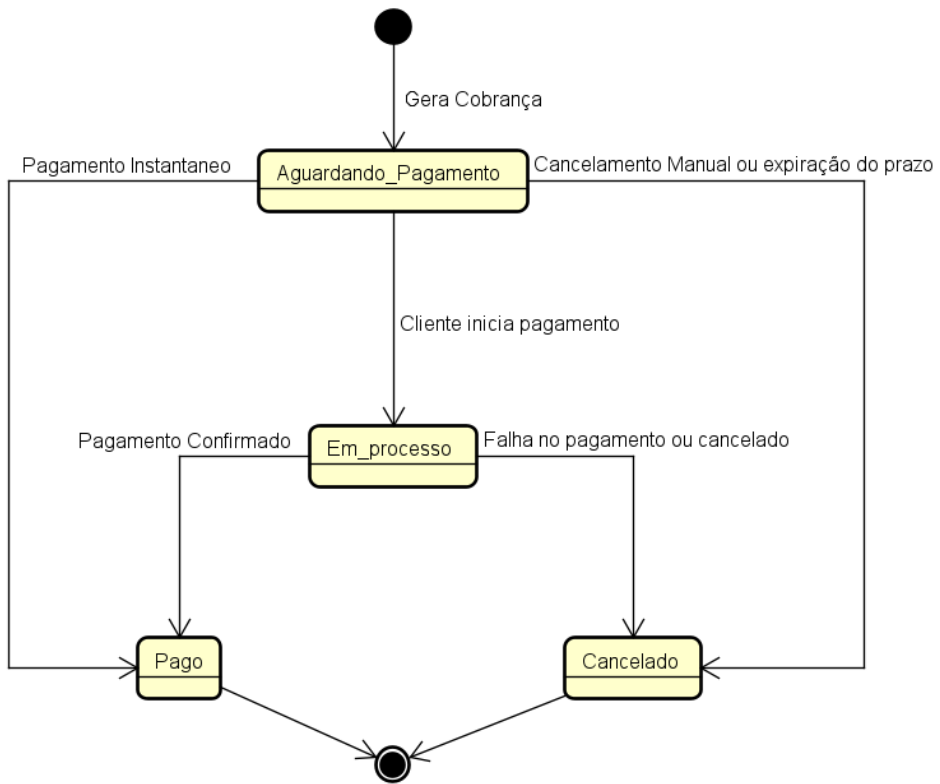 Gera Cobrança
Pagamento Instantaneo
Aguardando_Pagamento
Cancelamento Manual ou expiração do prazo
Cliente inicia pagamento
Pagamento Confirmado
Em_processo
Falha no pagamento ou cancelado
Pago
Cancelado